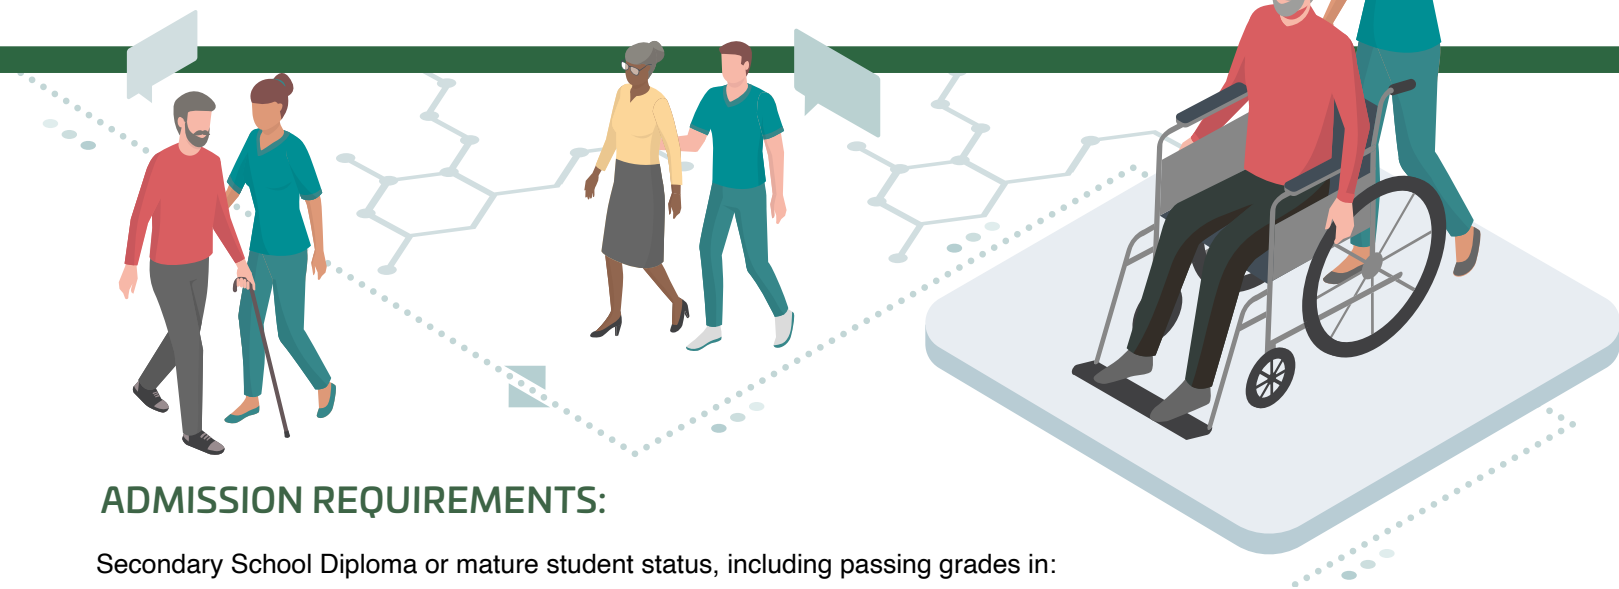 ADMISSION REQUIREMENTS:
Secondary School Diploma or mature student status, including passing grades in: